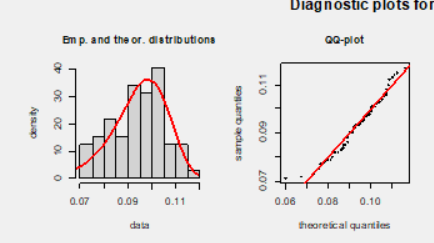 Diagnostic plots for
Emp. and theor. distributions
QQ-plot
density
0
10
20
30
40
0.07
0.09
0.11
data
sample quantiles
0.07
0.09
0.11
0.06
0.08
0.10
theoretical quantiles